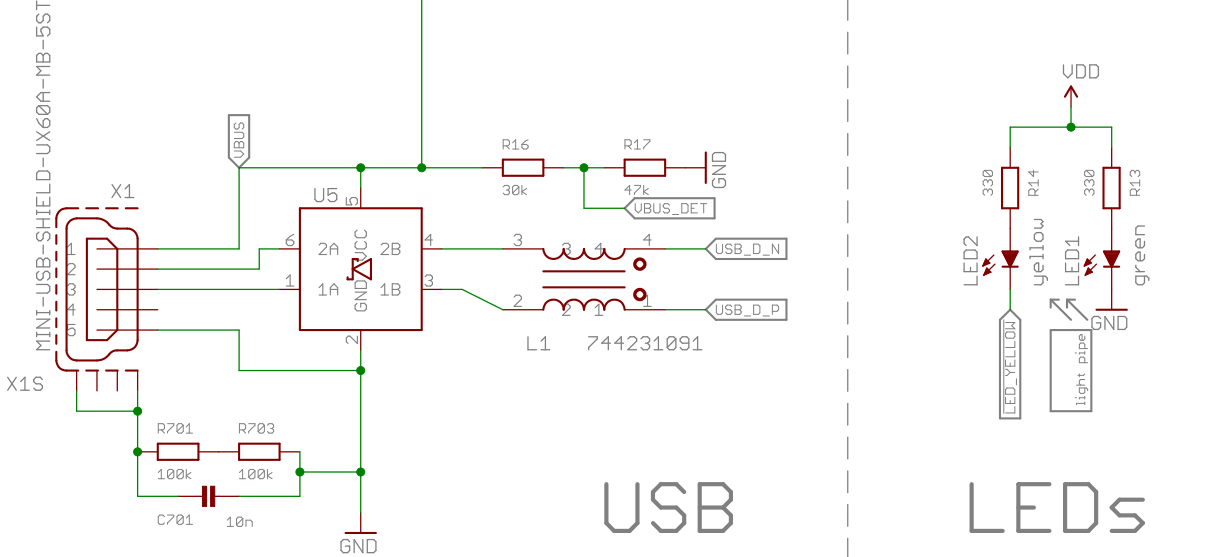 MINI-USB-SHIELD-UX60A-MB-5ST
X1
X1S
1
2
3
4
5
VBUS
U5
5
6
2A
VCC
2B
4
1
1A
GND
1B
3
2
R16
30k
R17
47k
GND
VBUS_DET
3
3
4
4
USB_D_N
2
2
1
1
USB_D_P
L1
744231091
R701
100k
R703
100k
C701
10n
GND
USB
VDD
330
R14
330
R13
LED2
yellow
LED1
green
GND
LED_YELLOW
light pipe
LEDs